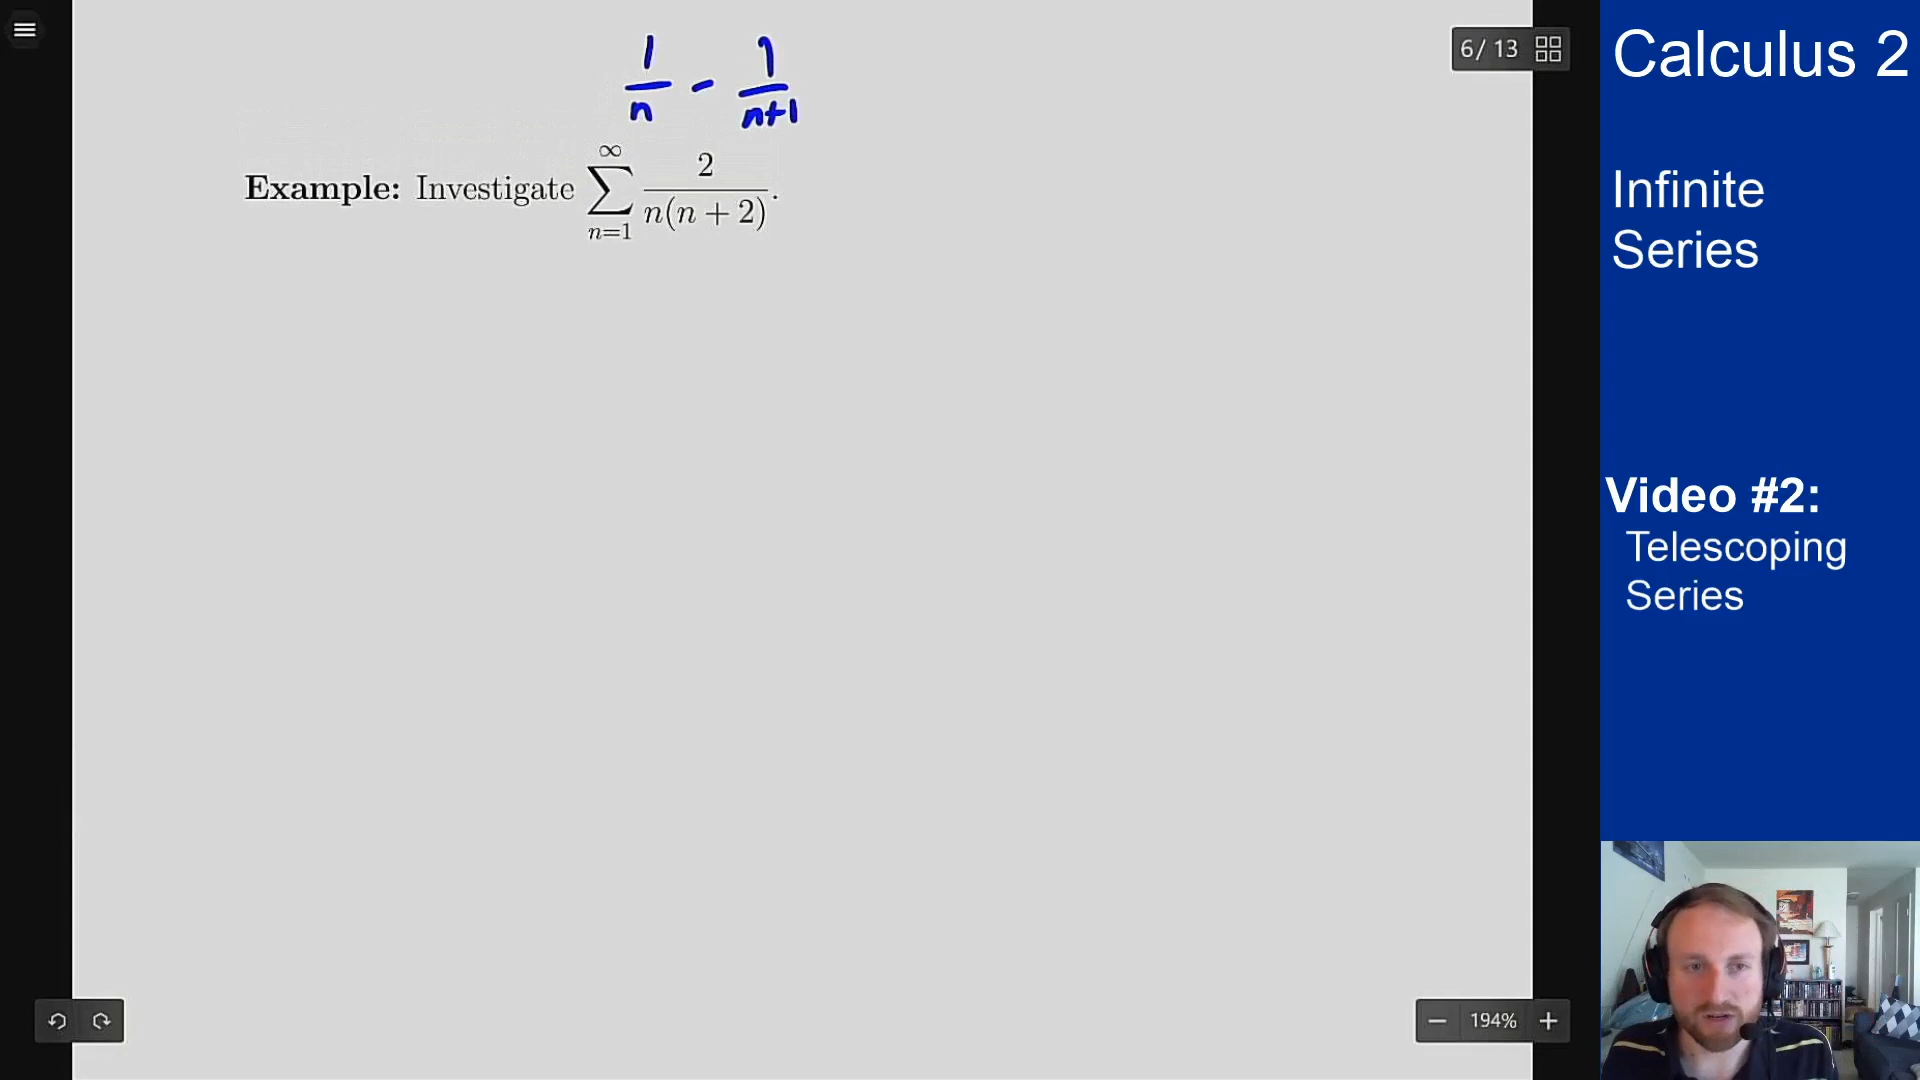 1/n - 1/(n+1)
Example: Investigate ∑_{n=1}^{∞} 2/(n(n + 2)).
6 / 13
Calculus 2
Infinite
Series
Video #2:
Telescoping
Series
194%